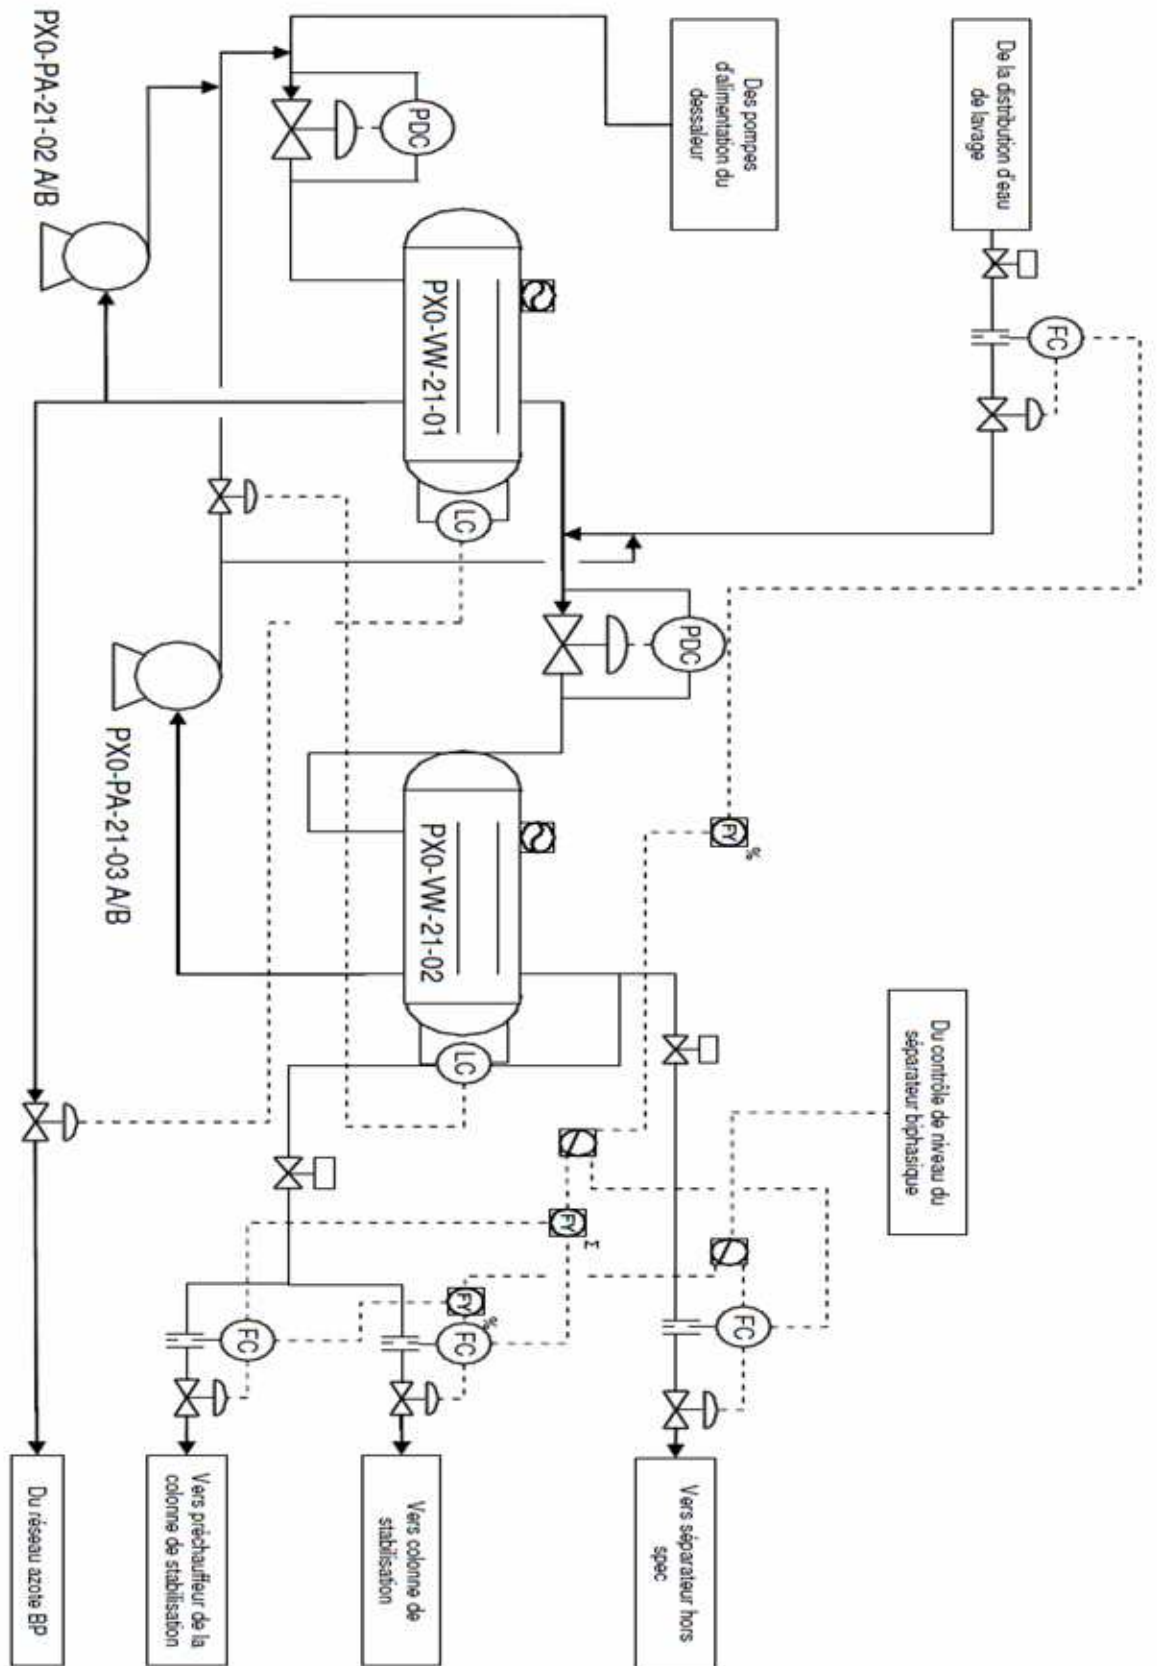 De la distribution d'eau
de lavage
Des pompes
d'alimentation du
dessaleur
FC
PDC
PX0-PA-21-02 A/B
PX0-VW-21-01
LC
PDC
PX0-PA-21-03 A/B
PX0-VW-21-02
LC
FY
%
Du contrôle de niveau du
séparateur biphasique
FY
Σ
FY
%
FC
FC
FC
Vers séparateur hors
spec
Vers colonne de
stabilisation
Vers préchauffeur de la
colonne de stabilisation
Du réseau azote BP